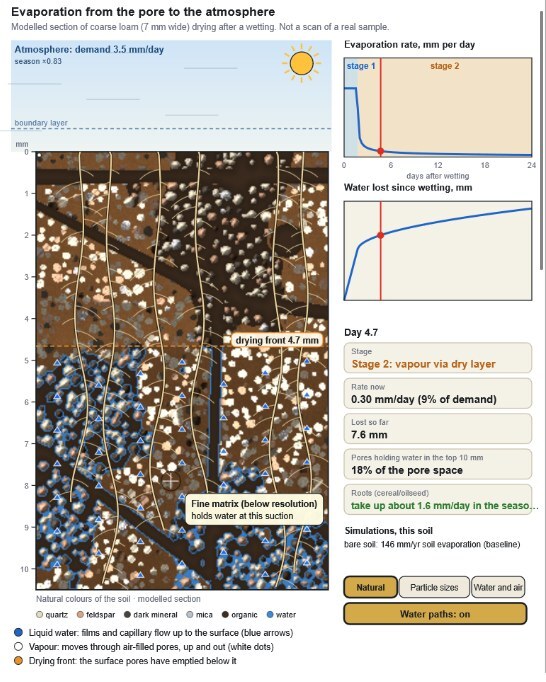 Evaporation from the pore to the atmosphere
Modelled section of coarse loam (7 mm wide) drying after a wetting. Not a scan of a real sample.
Atmosphere: demand 3.5 mm/day
season ×0.83
boundary layer
mm
0
1
2
3
4
5
6
7
8
9
10
drying front 4.7 mm
Fine matrix (below resolution)
holds water at this suction
Natural colours of the soil · modelled section
quartz feldspar dark mineral mica organic water
Liquid water: films and capillary flow up to the surface (blue arrows)
Vapour: moves through air-filled pores, up and out (white dots)
Drying front: the surface pores have emptied below it
Evaporation rate, mm per day
stage 1 stage 2
0 6 12 18 24
days after wetting
Water lost since wetting, mm
Day 4.7
Stage
Stage 2: vapour via dry layer
Rate now
0.30 mm/day (9% of demand)
Lost so far
7.6 mm
Pores holding water in the top 10 mm
18% of the pore space
Roots (cereal/oilseed)
take up about 1.6 mm/day in the seaso...
Simulations, this soil
bare soil: 146 mm/yr soil evaporation (baseline)
Natural Particle sizes Water and air
Water paths: on